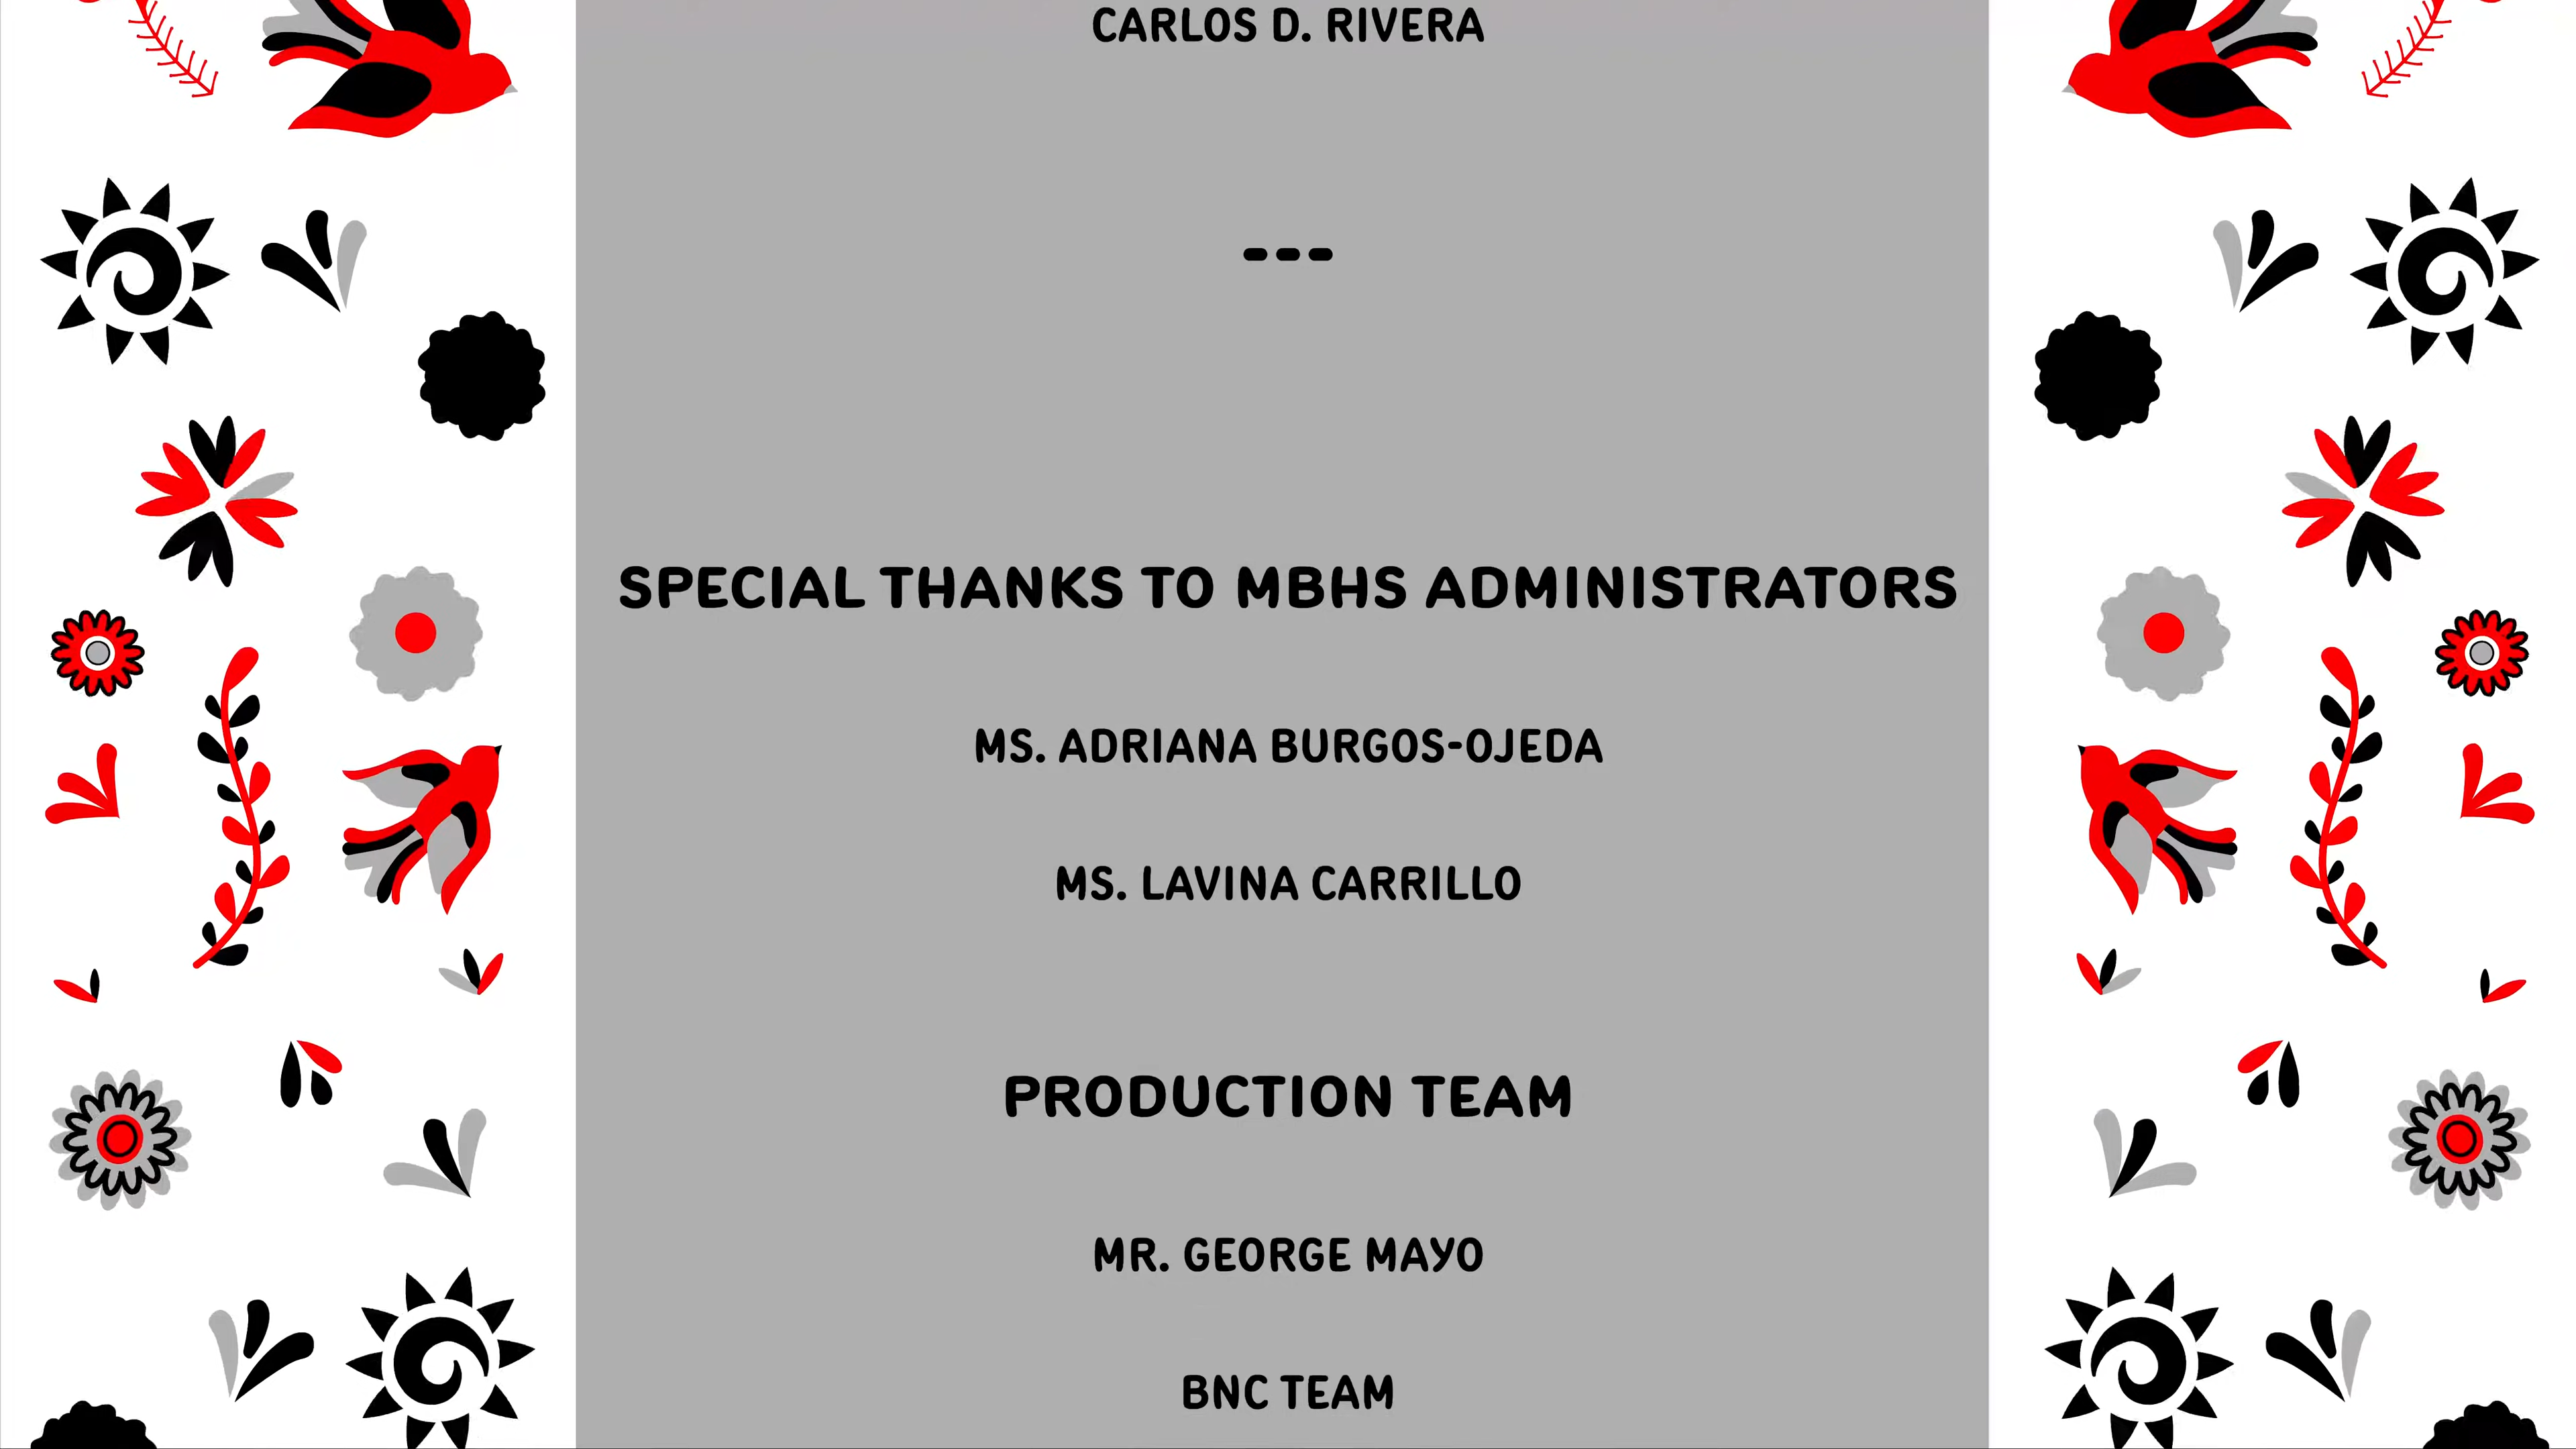 CARLOS D. RIVERA
---
SPECIAL THANKS TO MBHS ADMINISTRATORS
MS. ADRIANA BURGOS-OJEDA
MS. LAVINA CARRILLO
PRODUCTION TEAM
MR. GEORGE MAYO
BNC TEAM